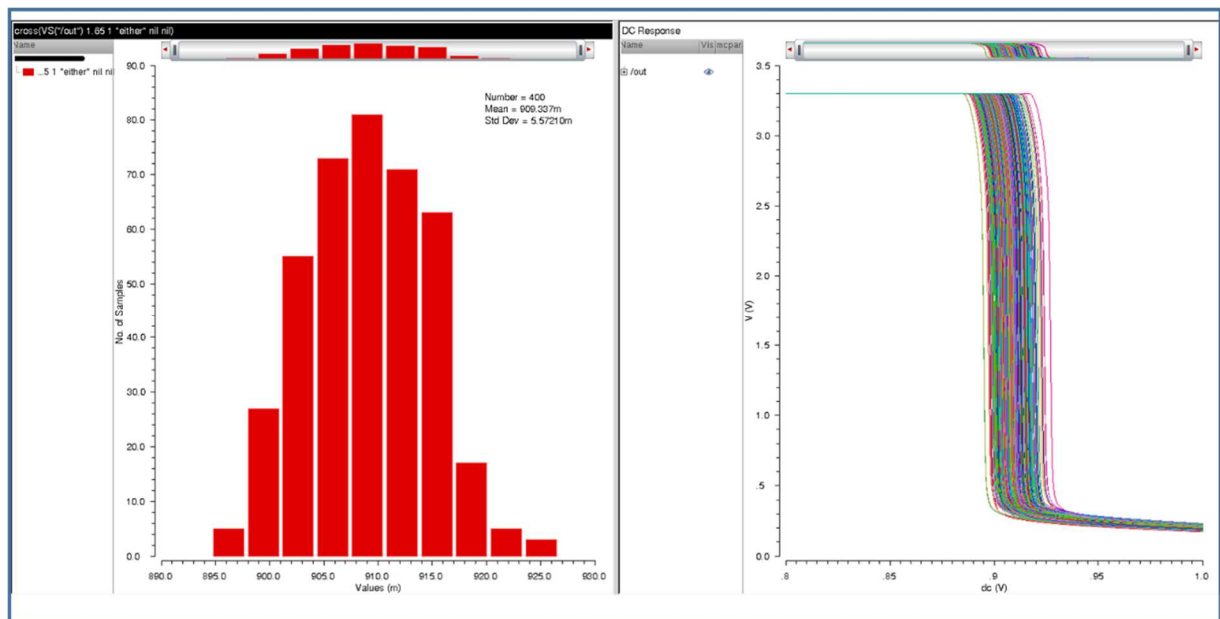 cross(VS("/out") 1.65 1 "either" nil nil)
Name
...5 1 "either" nil nil
90.0
80.0
70.0
60.0
50.0
40.0
30.0
20.0
10.0
0.0
No. of Samples
Number = 400
Mean = 909.337m
Std Dev = 5.57210m
890.0 895.0 900.0 905.0 910.0 915.0 920.0 925.0 930.0
Values (m)
DC Response
Name Vis mcpar
/out
3.5
3.0
2.5
2.0
1.5
1.0
.5
0.0
V (V)
.8 .85 .9 .95 1.0
dc (V)